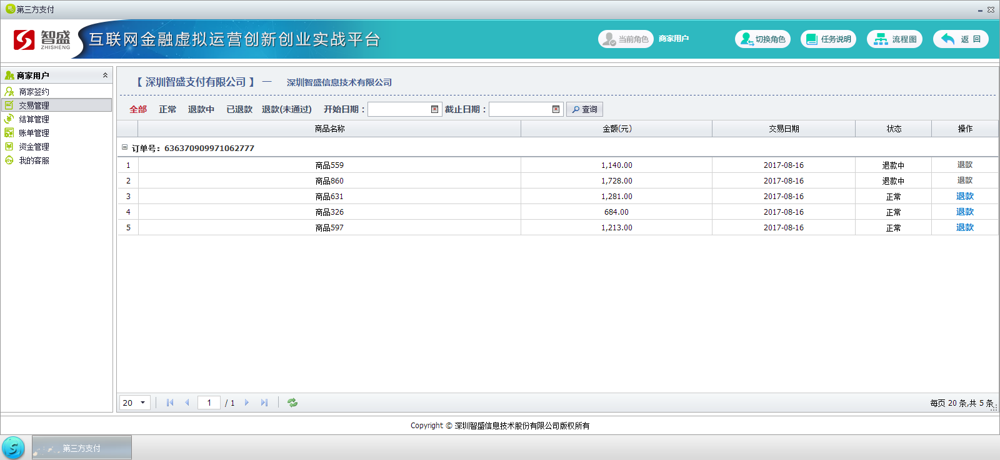 第三方支付
智盛
ZHISHENG
互联网金融虚拟运营创新创业实战平台
当前角色 商家用户 切换角色 任务说明 流程图 返 回
商家用户
商家签约
交易管理
结算管理
账单管理
资金管理
我的客服
【 深圳智盛支付有限公司 】 — 深圳智盛信息技术有限公司
全部 正常 退款中 已退款 退款(未通过) 开始日期： 截止日期： 查询
商品名称 金额(元) 交易日期 状态 操作
订单号：636370909971062777
1 商品559 1,140.00 2017-08-16 退款中 退款
2 商品860 1,728.00 2017-08-16 退款中 退款
3 商品631 1,281.00 2017-08-16 正常 退款
4 商品326 684.00 2017-08-16 正常 退款
5 商品597 1,213.00 2017-08-16 正常 退款
20 1 / 1 每页 20 条,共 5 条
Copyright © 深圳智盛信息技术股份有限公司版权所有
第三方支付